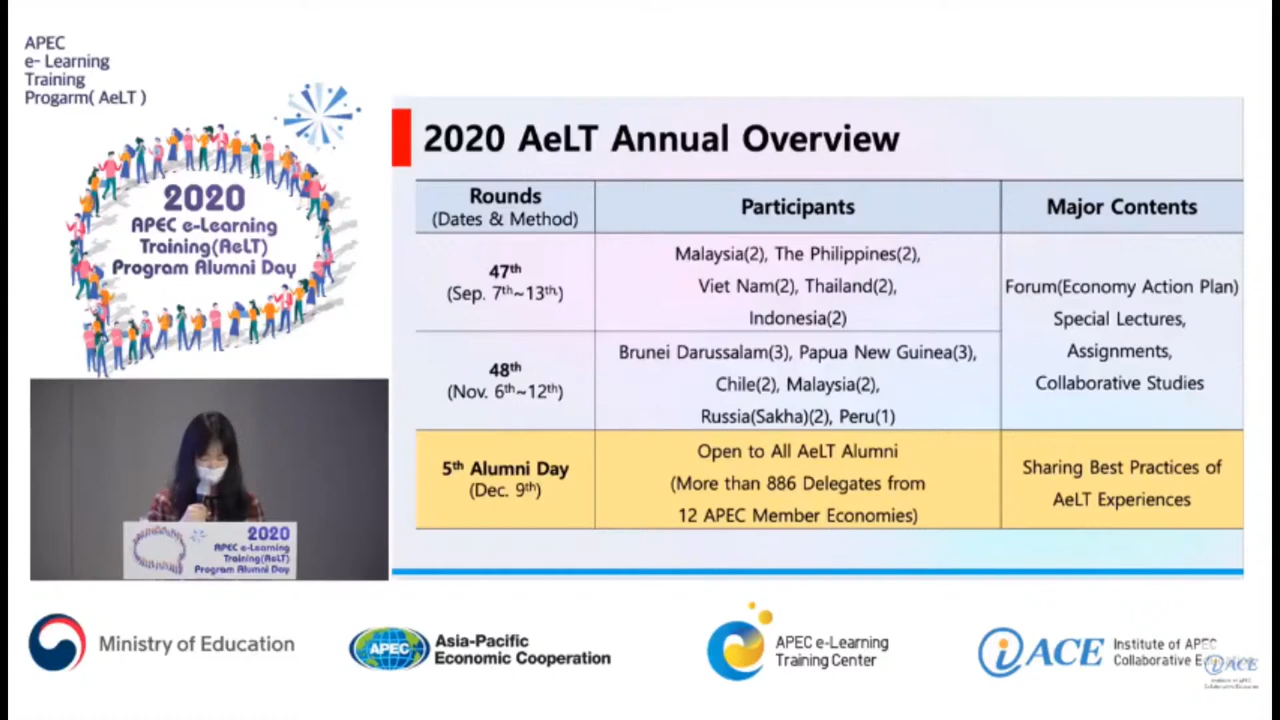 APEC
e- Learning
Training
Progarm( AeLT )
2020
APEC e-Learning
Training(AeLT)
Program Alumni Day
2020 AeLT Annual Overview
Rounds
(Dates & Method)
Participants
Major Contents
47th
(Sep. 7th~13th.)
Malaysia(2), The Philippines(2),
Viet Nam(2), Thailand(2),
Indonesia(2)
48th
(Nov. 6th~12th)
Brunei Darussalam(3), Papua New Guinea(3),
Chile(2), Malaysia(2),
Russia(Sakha)(2), Peru(1)
Forum(Economy Action Plan)
Special Lectures,
Assignments,
Collaborative Studies
5th Alumni Day
(Dec. 9th)
Open to All AeLT Alumni
(More than 886 Delegates from
12 APEC Member Economies)
Sharing Best Practices of
AeLT Experiences
2020
APEC e-Learning
Training(AeLT)
Program Alumni Day
Ministry of Education
APEC
Asia-Pacific
Economic Cooperation
APEC e-Learning
Training Center
iACE
Institute of APEC
Collaborative
iACE